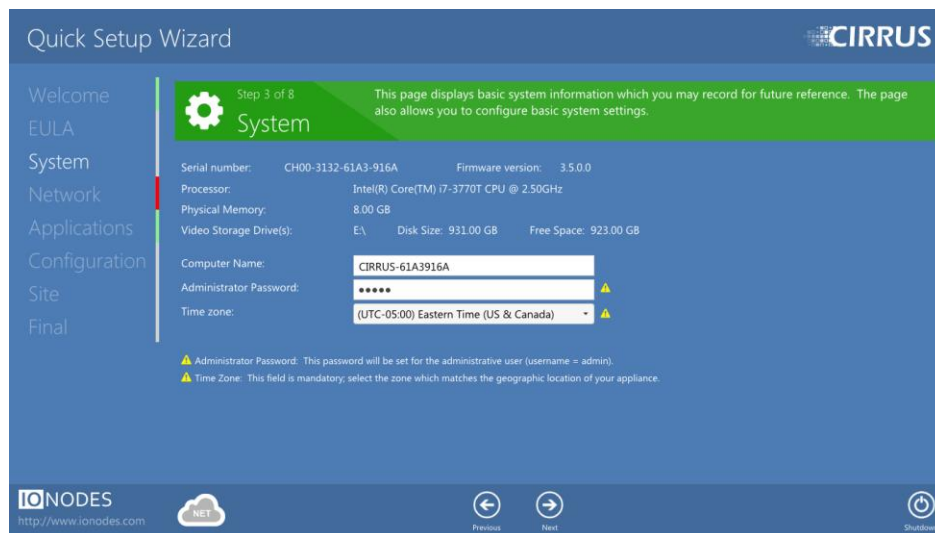 Quick Setup Wizard
CIRRUS
Welcome
EULA
System
Network
Applications
Configuration
Site
Final
Step 3 of 8
System
This page displays basic system information which you may record for future reference. The page
also allows you to configure basic system settings.
Serial number: CH00-3132-61A3-916A Firmware version: 3.5.0.0
Processor: Intel(R) Core(TM) i7-3770T CPU @ 2.50GHz
Physical Memory: 8.00 GB
Video Storage Drive(s): E:\ Disk Size: 931.00 GB Free Space: 923.00 GB
Computer Name: CIRRUS-61A3916A
Administrator Password: •••••
Time zone: (UTC-05:00) Eastern Time (US & Canada)
Administrator Password: This password will be set for the administrative user (username = admin).
Time Zone: This field is mandatory; select the zone which matches the geographic location of your appliance.
IONODES
http://www.ionodes.com
NET
Previous
Next
Shutdown